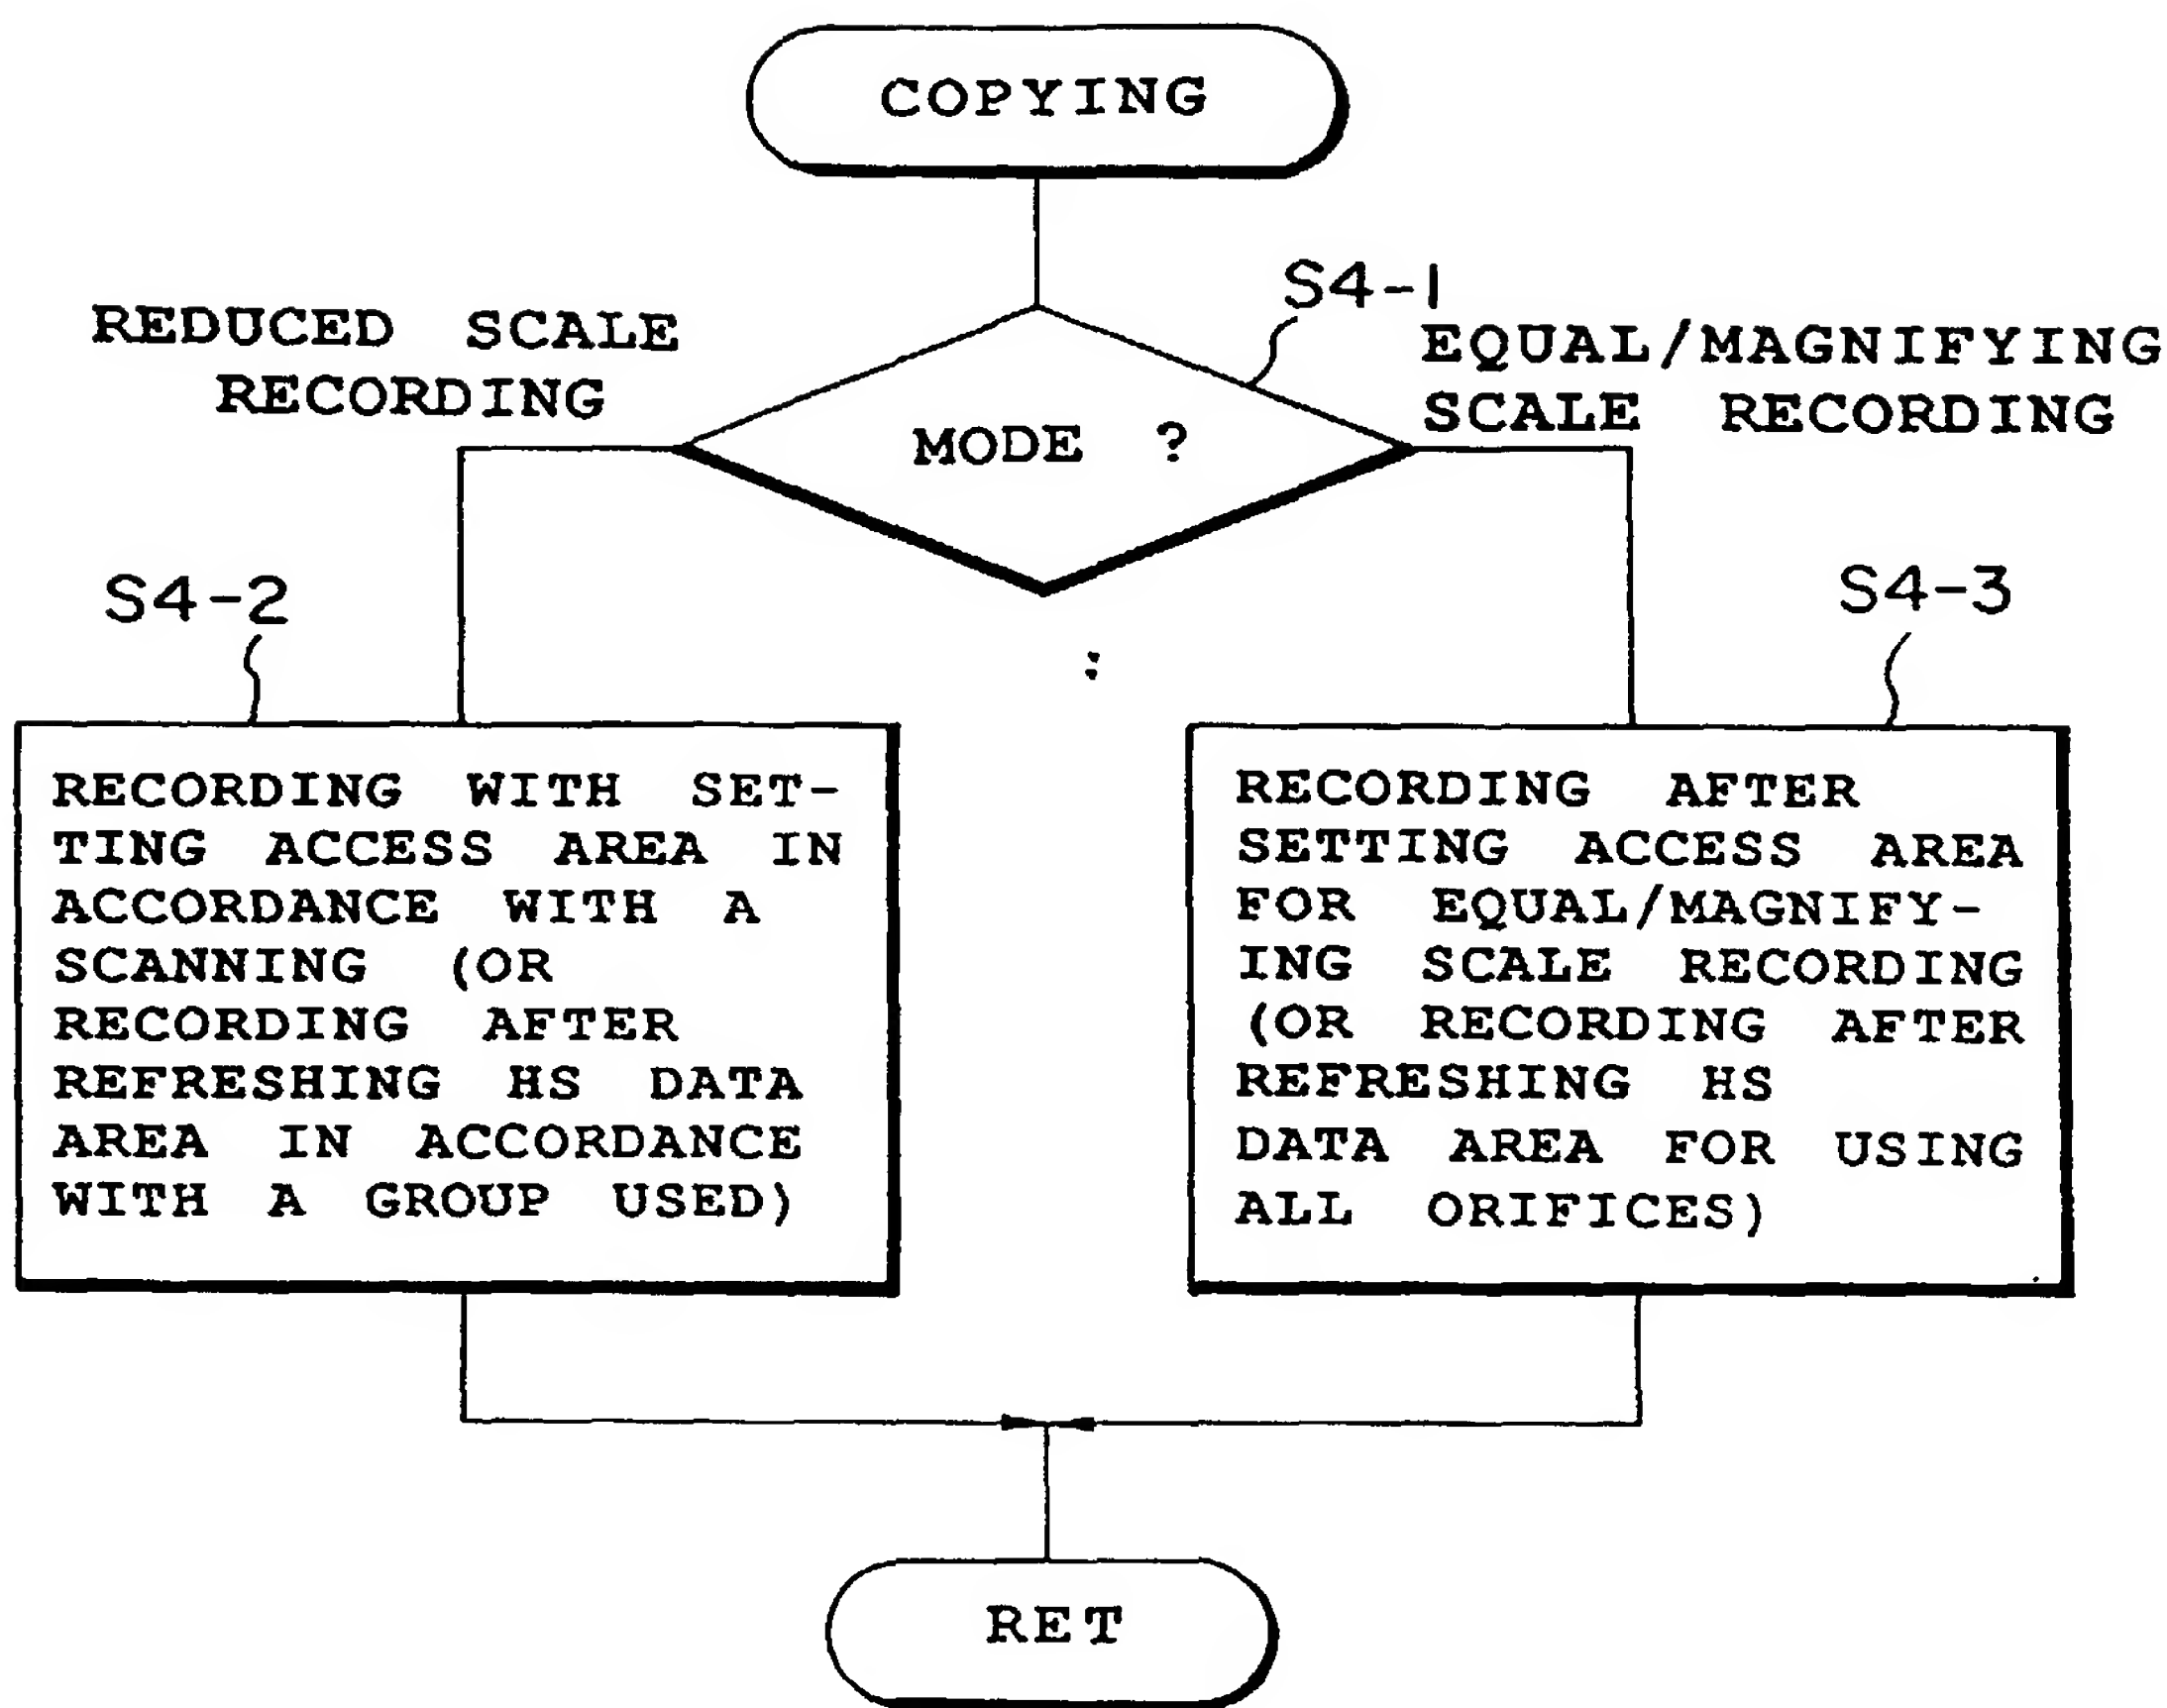 COPYING
S4-1
REDUCED SCALE
RECORDING
EQUAL/MAGNIFYING
SCALE RECORDING
MODE ?
S4-2
S4-3
RECORDING WITH SET-
TING ACCESS AREA IN
ACCORDANCE WITH A
SCANNING (OR
RECORDING AFTER
REFRESHING HS DATA
AREA IN ACCORDANCE
WITH A GROUP USED)
RECORDING AFTER
SETTING ACCESS AREA
FOR EQUAL/MAGNIFY-
ING SCALE RECORDING
(OR RECORDING AFTER
REFRESHING HS
DATA AREA FOR USING
ALL ORIFICES)
RET